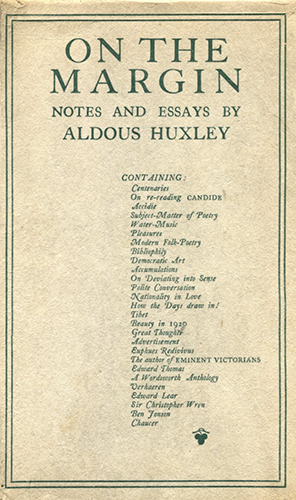 ON THE
MARGIN
NOTES AND ESSAYS BY
ALDOUS HUXLEY
CONTAINING:
Centenaries
On re-reading CANDIDE
Accidie
Subject-Matter of Poetry
Water-Music
Pleasures
Modern Folk-Poetry
Bibliophily
Democratic Art
Accumulations
On Deviating into Sense
Polite Conversation
Nationality in Love
How the Days draw in!
Tibet
Beauty in 1920
Great Thoughts
Advertisement
Euphues Redivivus
The author of EMINENT VICTORIANS
Edward Thomas
A Wordsworth Anthology
Verhaeren
Edward Lear
Sir Christopher Wren
Ben Jonson
Chaucer